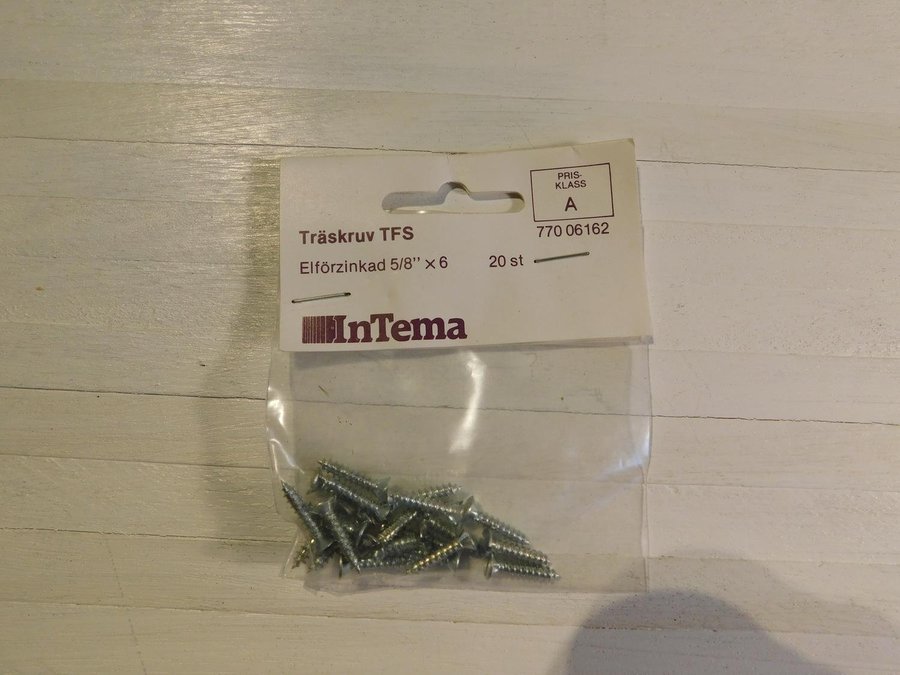 PRIS-
KLASS
A
770 06162
Träskruv TFS
Elförzinkad 5/8'' × 6 20 st
InTema